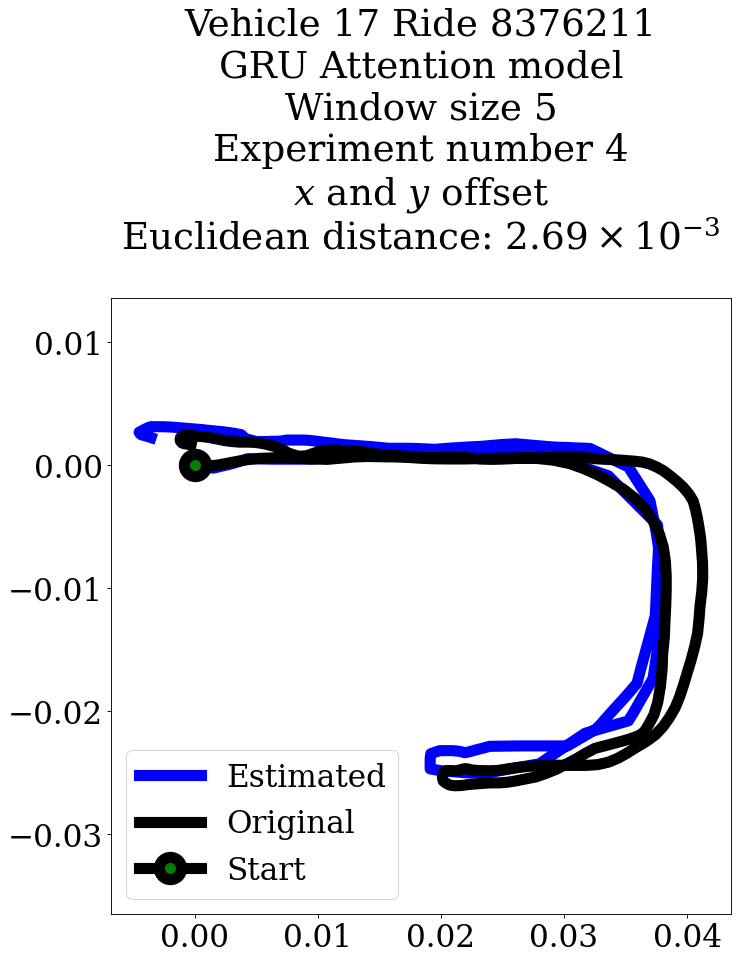 Vehicle 17 Ride 8376211
GRU Attention model
Window size 5
Experiment number 4
x and y offset
Euclidean distance: 2.69 × 10⁻³
0.01
0.00
−0.01
−0.02
−0.03
Estimated
Original
Start
0.00 0.01 0.02 0.03 0.04